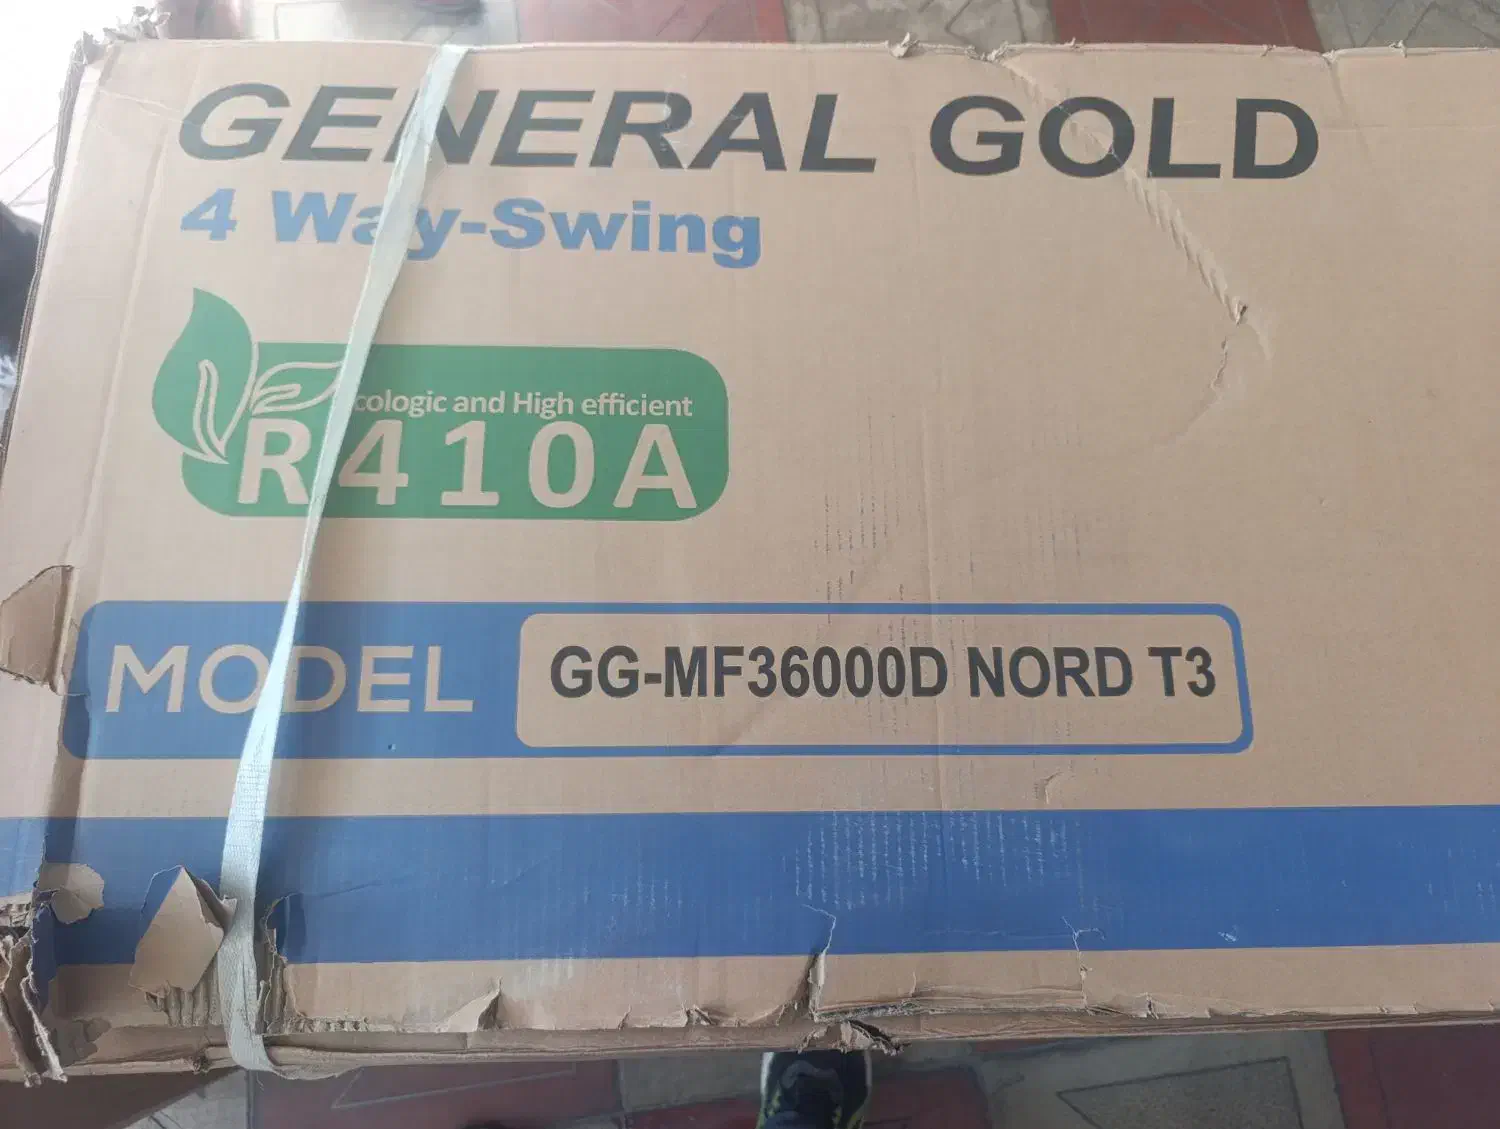 GENERAL GOLD
4 Way-Swing
cologic and High efficient
R410A
MODEL GG-MF36000D NORD T3